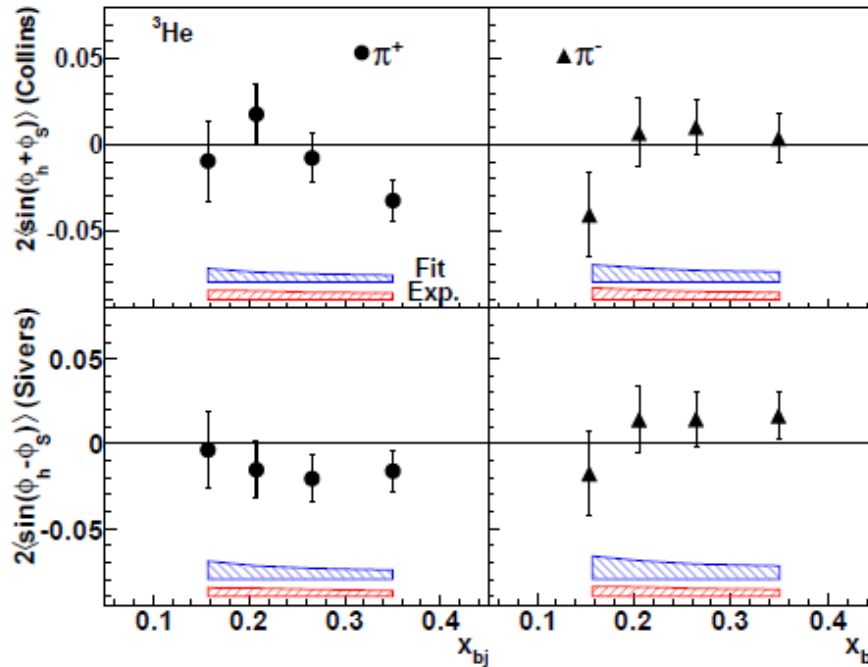 ³He
π⁺
π⁻
2⟨sin(ϕh+ϕS)⟩ (Collins)
0.05
0
-0.05
Fit
Exp.
2⟨sin(ϕh-ϕS)⟩ (Sivers)
0.05
0
-0.05
0.1 0.2 0.3 0.4 0.1 0.2 0.3 0.4
xbj xb